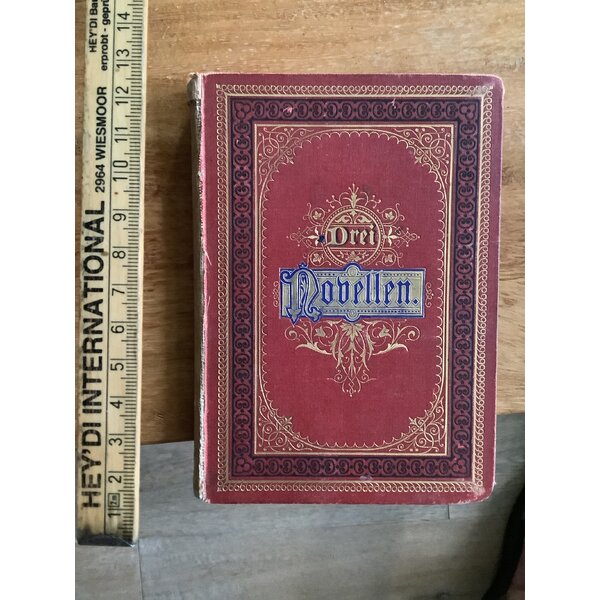 HEY'DI INTERNATIONAL 2964 WIESMOOR
HEY'DI Bau
erprobt - geprü
1 2 3 4 5 6 7 8 9 10 11 12 13 14
Drei
Novellen.